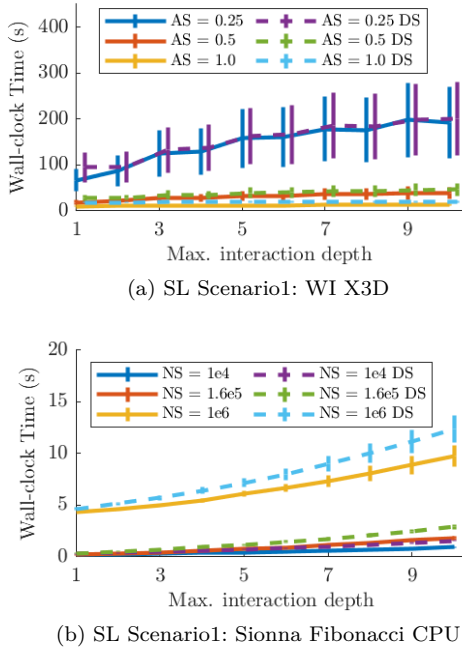 AS = 0.25 AS = 0.25 DS
AS = 0.5 AS = 0.5 DS
AS = 1.0 AS = 1.0 DS
Wall-clock Time (s)
400
300
200
100
0
1 3 5 7 9
Max. interaction depth
(a) SL Scenario1: WI X3D
NS = 1e4 NS = 1e4 DS
NS = 1.6e5 NS = 1.6e5 DS
NS = 1e6 NS = 1e6 DS
Wall-clock Time (s)
20
15
10
5
0
1 3 5 7 9
Max. interaction depth
(b) SL Scenario1: Sionna Fibonacci CPU